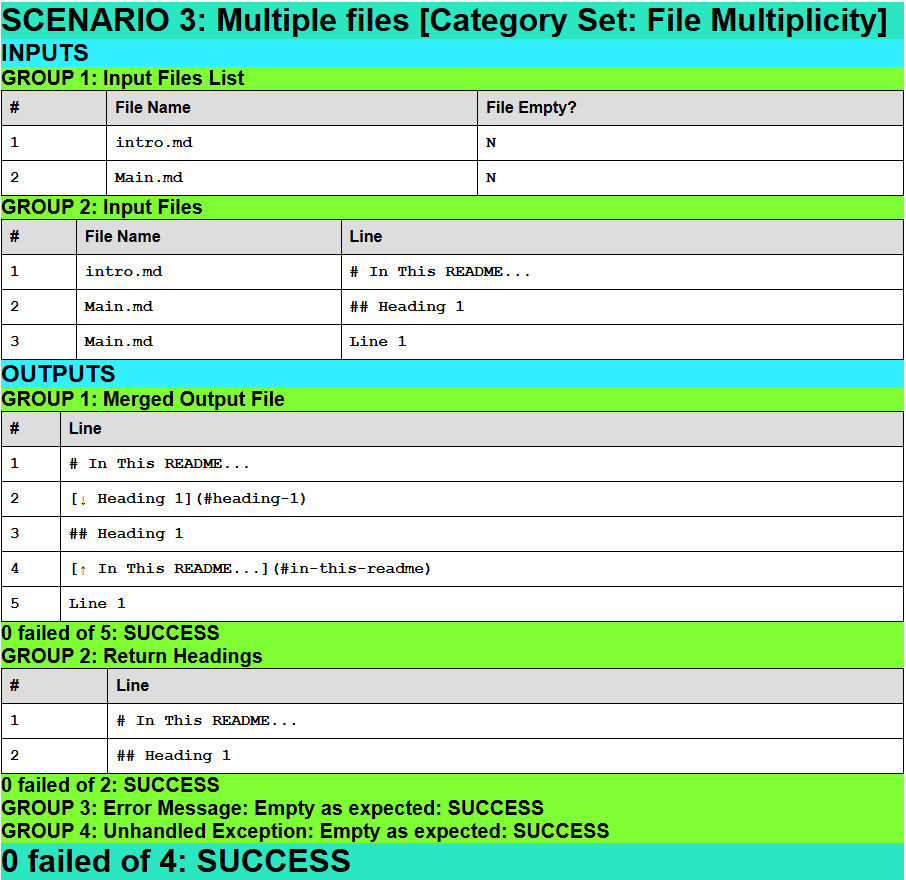 SCENARIO 3: Multiple files [Category Set: File Multiplicity]
INPUTS
GROUP 1: Input Files List
# File Name File Empty?
1 intro.md N
2 Main.md N
GROUP 2: Input Files
# File Name Line
1 intro.md # In This README...
2 Main.md ## Heading 1
3 Main.md Line 1
OUTPUTS
GROUP 1: Merged Output File
# Line
1 # In This README...
2 [↓ Heading 1](#heading-1)
3 ## Heading 1
4 [↑ In This README...](#in-this-readme)
5 Line 1
0 failed of 5: SUCCESS
GROUP 2: Return Headings
# Line
1 # In This README...
2 ## Heading 1
0 failed of 2: SUCCESS
GROUP 3: Error Message: Empty as expected: SUCCESS
GROUP 4: Unhandled Exception: Empty as expected: SUCCESS
0 failed of 4: SUCCESS